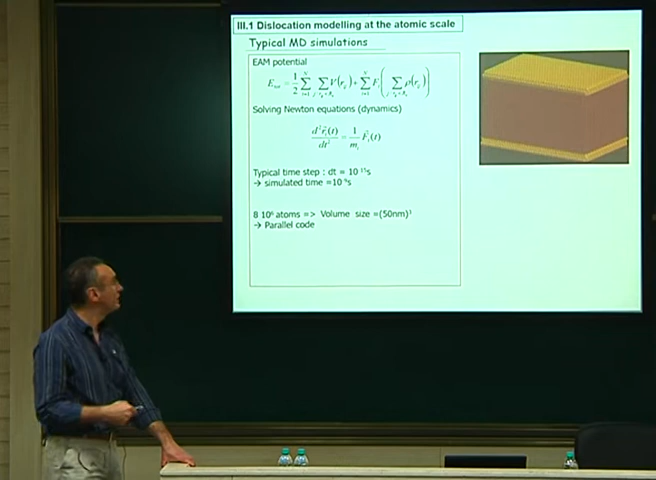 III.1 Dislocation modelling at the atomic scale
Typical MD simulations
EAM potential
Solving Newton equations (dynamics)
Typical time step : dt = 10⁻¹⁵s
→ simulated time =10⁻⁹s
8 10⁶ atoms => Volume size =(50nm)³
→ Parallel code